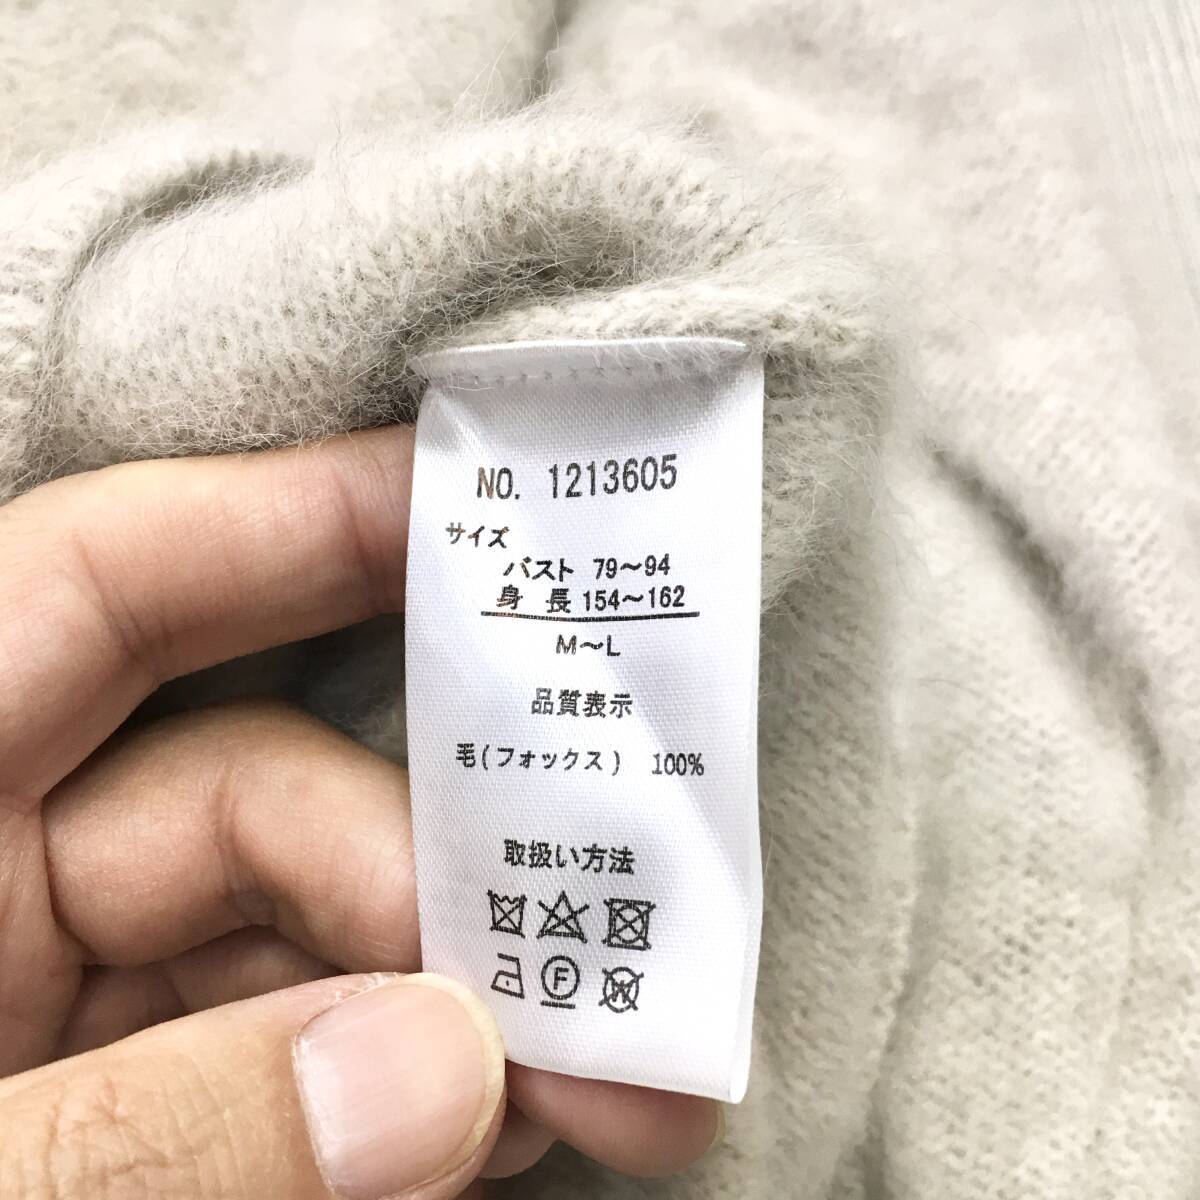 NO. 1213605
サイズ
バスト 79～94
身 長 154～162
M～L
品質表示
毛(フォックス) 100%
取扱い方法
F
W